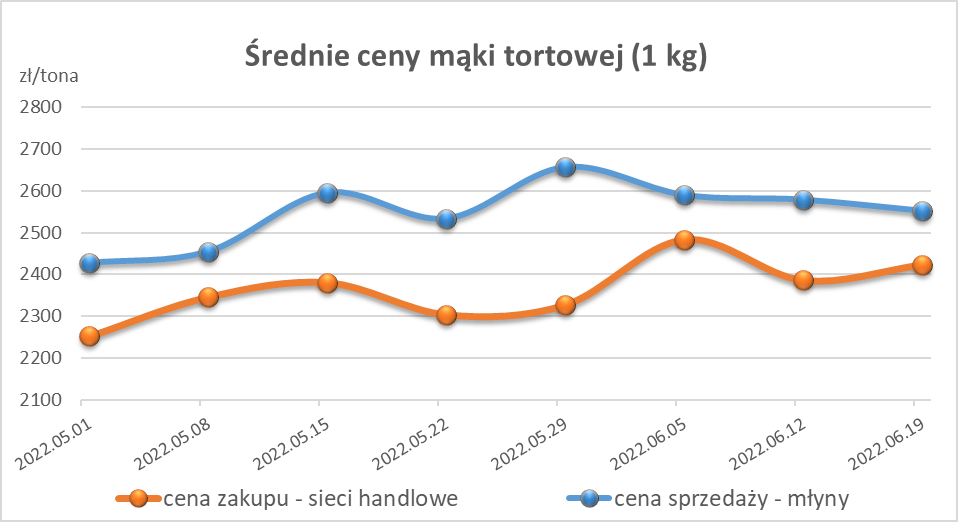 Średnie ceny mąki tortowej (1 kg)
zł/tona
2800
2700
2600
2500
2400
2300
2200
2100
2022.05.01 2022.05.08 2022.05.15 2022.05.22 2022.05.29 2022.06.05 2022.06.12 2022.06.19
cena zakupu - sieci handlowe cena sprzedaży - młyny